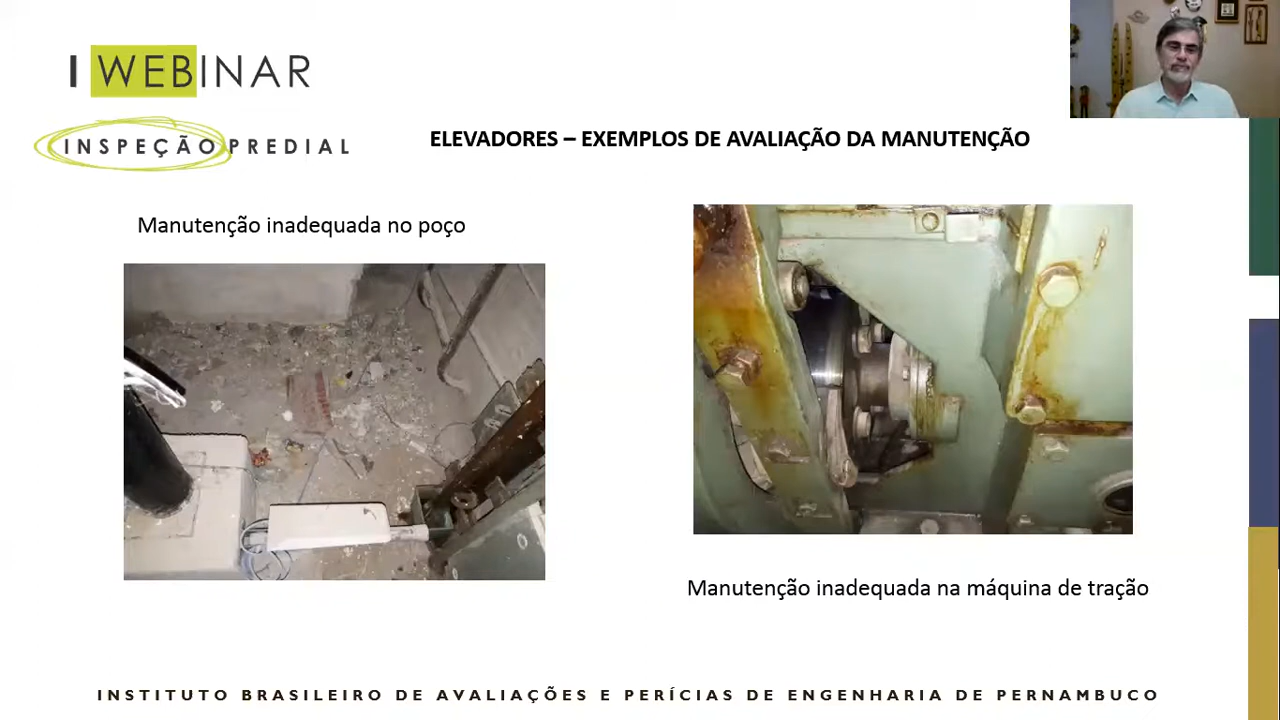 I WEBINAR
INSPEÇÃO PREDIAL
ELEVADORES – EXEMPLOS DE AVALIAÇÃO DA MANUTENÇÃO
Manutenção inadequada no poço
Manutenção inadequada na máquina de tração
INSTITUTO BRASILEIRO DE AVALIAÇÕES E PERÍCIAS DE ENGENHARIA DE PERNAMBUCO